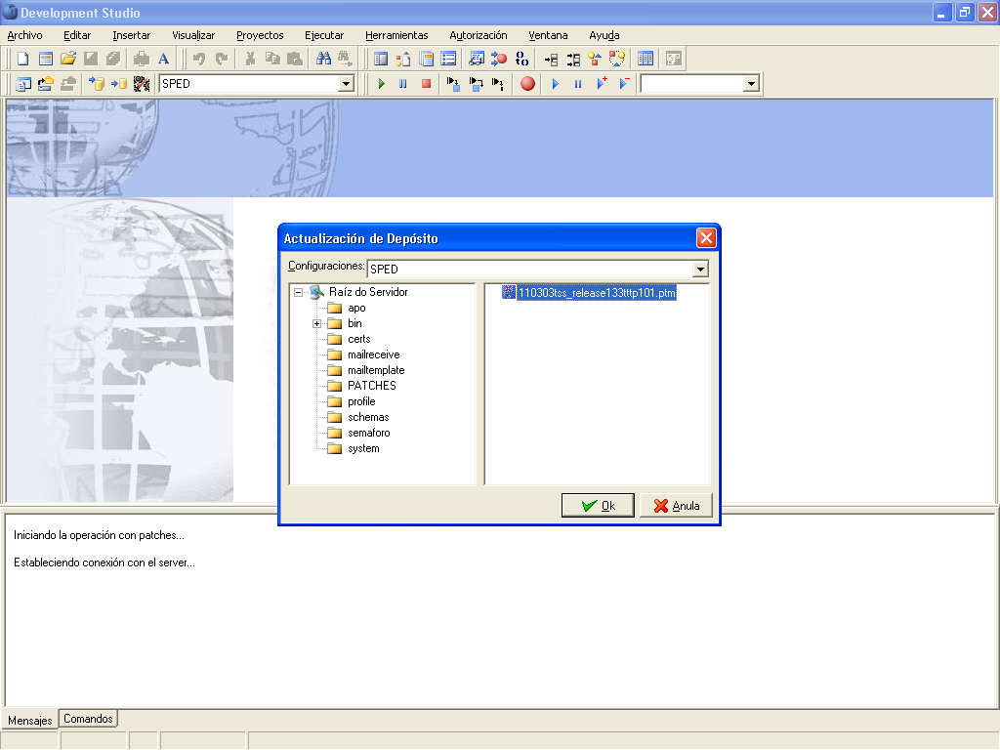 Development Studio
Archivo Editar Insertar Visualizar Proyectos Ejecutar Herramientas Autorización Ventana Ayuda
SPED
Actualización de Depósito
Configuraciones: SPED
Raíz do Servidor
110303tss_release133tttp101.ptm
apo
bin
certs
mailreceive
mailtemplate
PATCHES
profile
schemas
semaforo
system
Ok Anula
Iniciando la operación con patches...
Estableciendo conexión con el server...
Mensajes Comandos